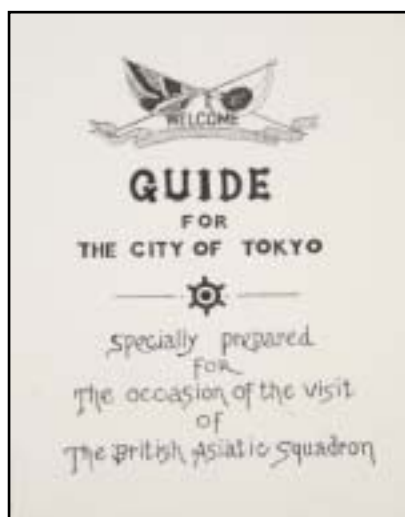 WELCOME
GUIDE
FOR
THE CITY OF TOKYO
specially prepared
FOR
The occasion of the visit
of
The British Asiatic Squadron